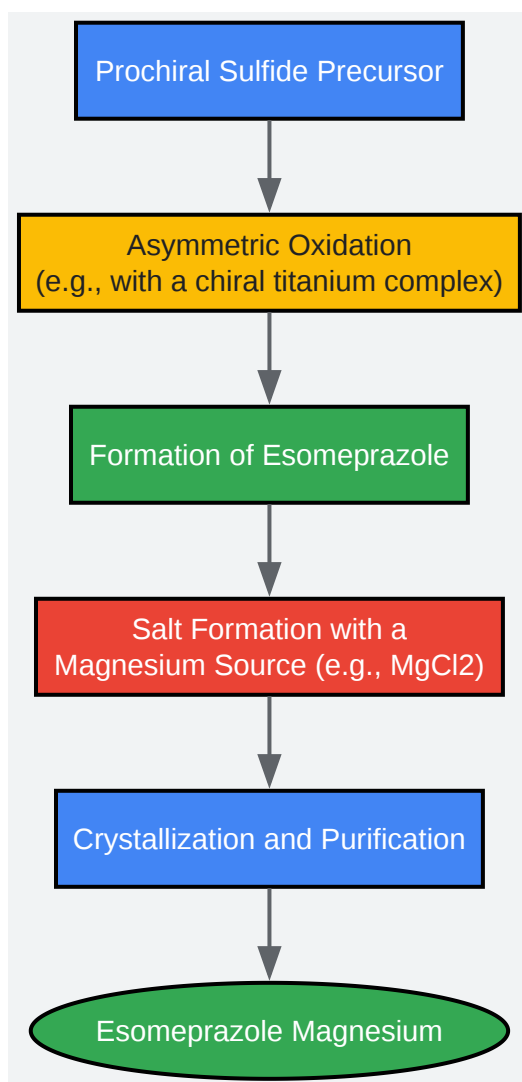 Prochiral Sulfide Precursor
Asymmetric Oxidation
(e.g., with a chiral titanium complex)
Formation of Esomeprazole
Salt Formation with a
Magnesium Source (e.g., MgCl2)
Crystallization and Purification
Esomeprazole Magnesium